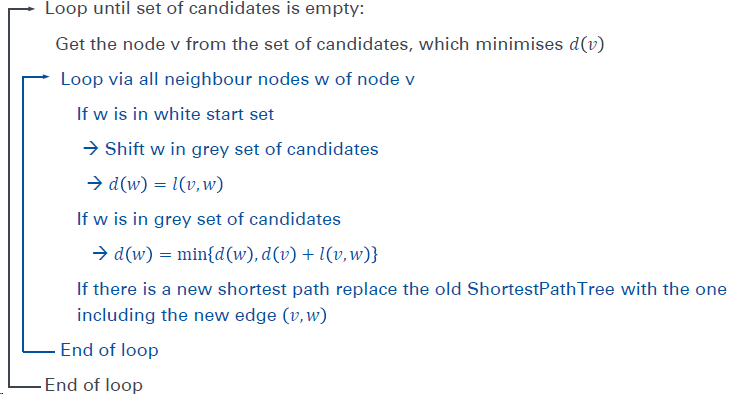 Loop until set of candidates is empty:
Get the node v from the set of candidates, which minimises d(v)
Loop via all neighbour nodes w of node v
If w is in white start set
→ Shift w in grey set of candidates
→ d(w) = l(v,w)
If w is in grey set of candidates
→ d(w) = min{d(w), d(v) + l(v,w)}
If there is a new shortest path replace the old ShortestPathTree with the one
including the new edge (v,w)
End of loop
End of loop